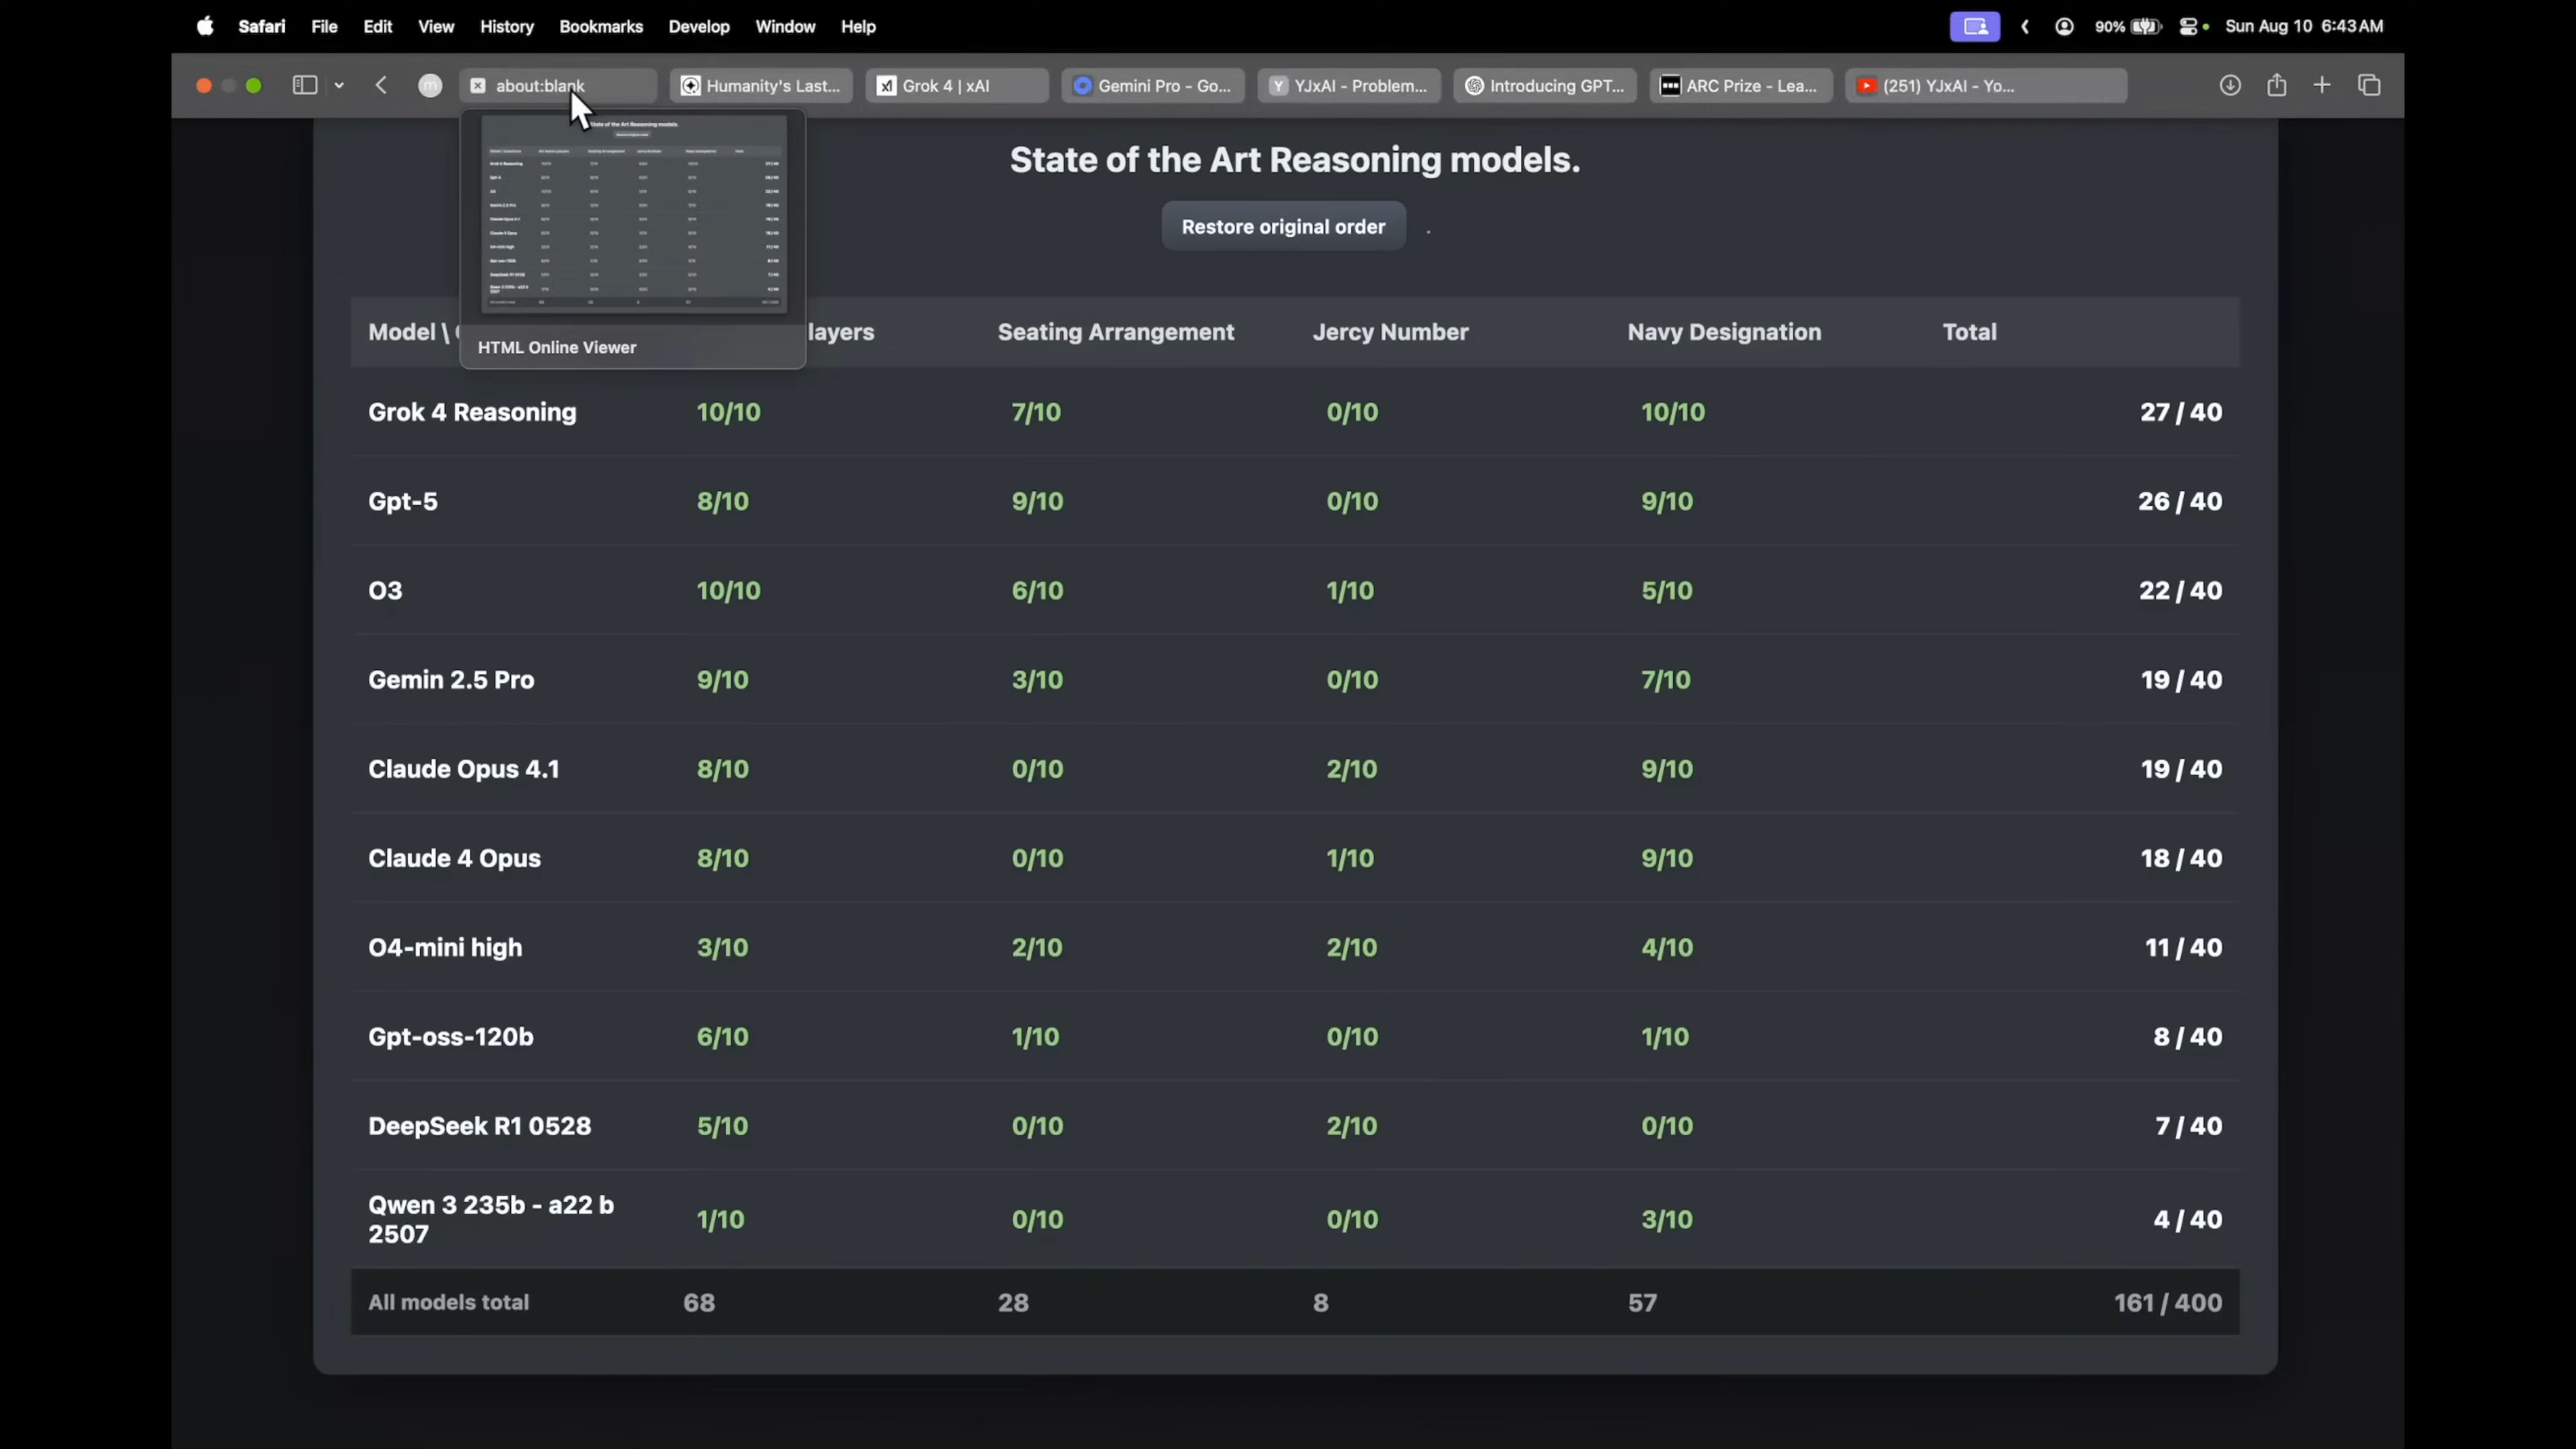 Safari File Edit View History Bookmarks Develop Window Help 90% Sun Aug 10 6:43 AM
m about:blank Humanity's Last... xI Grok 4 | xAI Gemini Pro - Go... Y YJxAI - Problem... Introducing GPT... ARC Prize - Lea... (251) YJxAI - Yo...
State of the Art Reasoning models.
HTML Online Viewer
State of the Art Reasoning models.
Restore original order .
Model \ layers Seating Arrangement Jercy Number Navy Designation Total
Grok 4 Reasoning 10/10 7/10 0/10 10/10 27 / 40
Gpt-5 8/10 9/10 0/10 9/10 26 / 40
O3 10/10 6/10 1/10 5/10 22 / 40
Gemin 2.5 Pro 9/10 3/10 0/10 7/10 19 / 40
Claude Opus 4.1 8/10 0/10 2/10 9/10 19 / 40
Claude 4 Opus 8/10 0/10 1/10 9/10 18 / 40
O4-mini high 3/10 2/10 2/10 4/10 11 / 40
Gpt-oss-120b 6/10 1/10 0/10 1/10 8 / 40
DeepSeek R1 0528 5/10 0/10 2/10 0/10 7 / 40
Qwen 3 235b - a22 b
2507 1/10 0/10 0/10 3/10 4 / 40
All models total 68 28 8 57 161 / 400